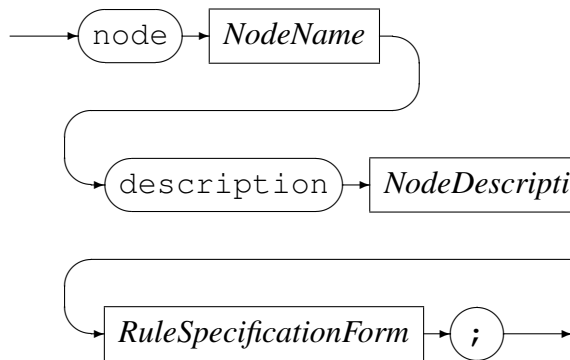 node NodeName
description NodeDescripti
RuleSpecificationForm ;